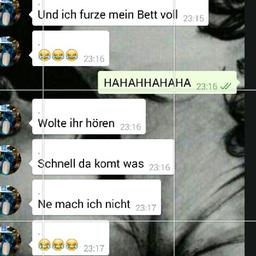 .
Und ich furze mein Bett voll 23:15
.
😂😂😂 23:16
HAHAHHAHAHA 23:16
.
Wolte ihr hören 23:16
.
Schnell da komt was 23:16
.
Ne mach ich nicht 23:17
.
😂😂😂 23:17